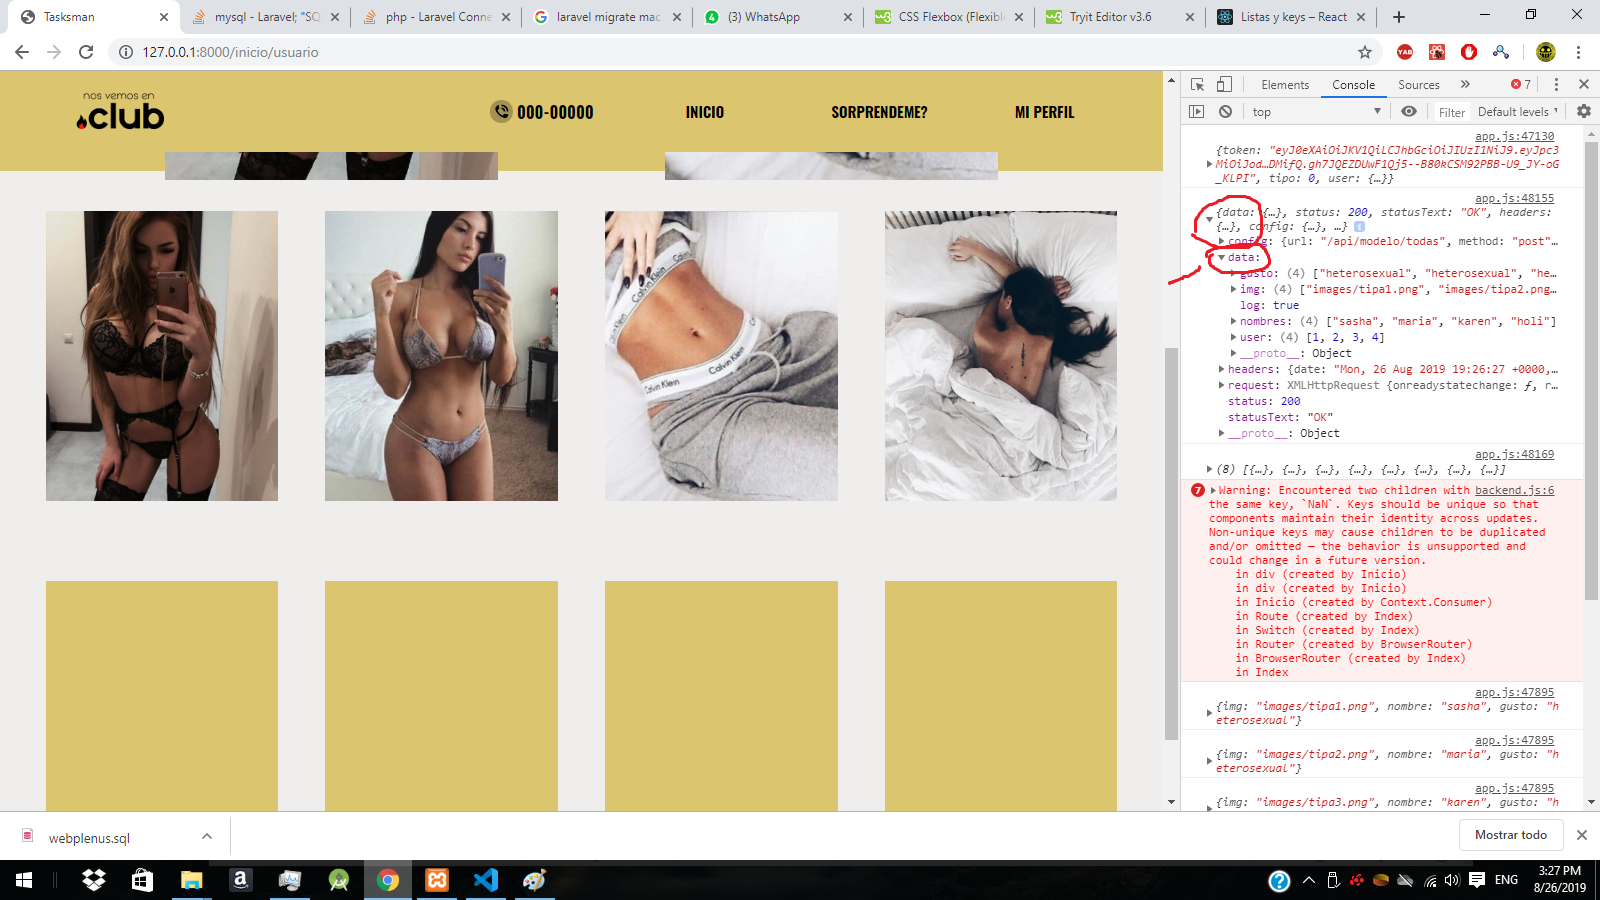 Tasksman
mysql - Laravel; "SQ
php - Laravel Conne
laravel migrate mac
(3) WhatsApp
CSS Flexbox (Flexibl
Tryit Editor v3.6
Listas y keys – React
127.0.0.1:8000/inicio/usuario
nos vemos en
club
000-00000
INICIO
SORPRENDEME?
MI PERFIL
Calvin Klein
Calvin Klein
Calvin Klein
Elements
Console
Sources
7
top
Filter
Default levels
app.js:47130
{token: "eyJ0eXAiOiJKV1QiLCJhbGciOiJIUzI1NiJ9.eyJpc3
MiOiJod…DMifQ.gh7JQEZDUwF1Qj5--B80kCSM92PBB-U9_JY-oG
_KLPI", tipo: 0, user: {…}}
app.js:48155
{data: {…}, status: 200, statusText: "OK", headers:
{…}, config: {…}, …}
config: {url: "/api/modelo/todas", method: "post"…
data:
gusto: (4) ["heterosexual", "heterosexual", "he…
img: (4) ["images/tipa1.png", "images/tipa2.png…
log: true
nombres: (4) ["sasha", "maria", "karen", "holi"]
user: (4) [1, 2, 3, 4]
__proto__: Object
headers: {date: "Mon, 26 Aug 2019 19:26:27 +0000,…
request: XMLHttpRequest {onreadystatechange: ƒ, r…
status: 200
statusText: "OK"
__proto__: Object
app.js:48169
(8) [{…}, {…}, {…}, {…}, {…}, {…}, {…}, {…}]
7 Warning: Encountered two children with backend.js:6
the same key, `NaN`. Keys should be unique so that
components maintain their identity across updates.
Non-unique keys may cause children to be duplicated
and/or omitted — the behavior is unsupported and
could change in a future version.
in div (created by Inicio)
in div (created by Inicio)
in Inicio (created by Context.Consumer)
in Route (created by Index)
in Switch (created by Index)
in Router (created by BrowserRouter)
in BrowserRouter (created by Index)
in Index
app.js:47895
{img: "images/tipa1.png", nombre: "sasha", gusto: "h
eterosexual"}
app.js:47895
{img: "images/tipa2.png", nombre: "maria", gusto: "h
eterosexual"}
app.js:47895
{img: "images/tipa3.png", nombre: "karen", gusto: "h
webplenus.sql
Mostrar todo
ENG
3:27 PM
8/26/2019